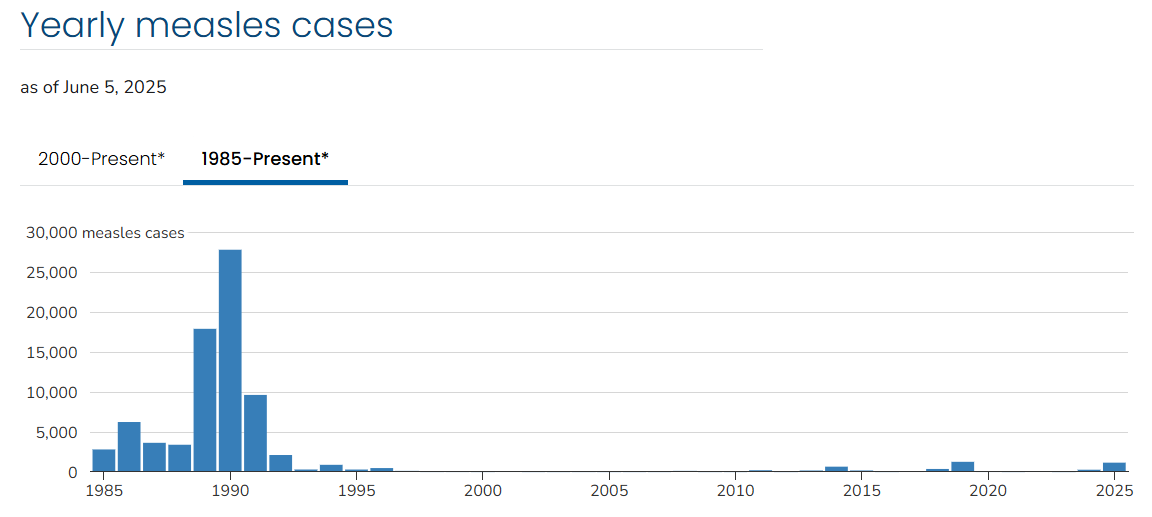 Yearly measles cases
as of June 5, 2025
2000-Present* 1985-Present*
30,000 measles cases
25,000
20,000
15,000
10,000
5,000
0
1985 1990 1995 2000 2005 2010 2015 2020 2025